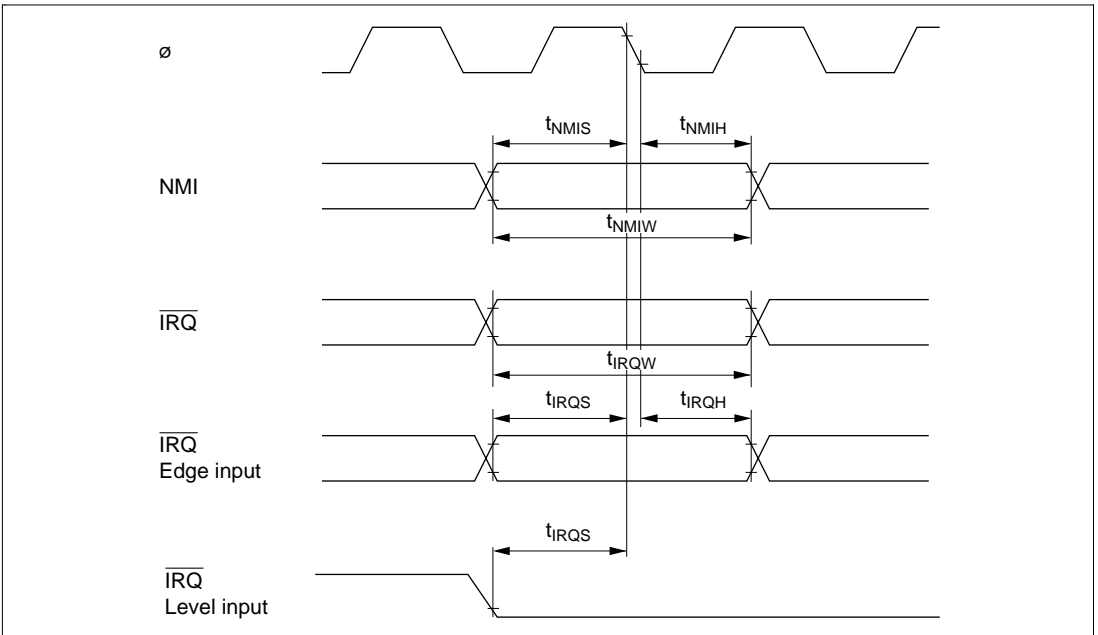 ø
tNMIS tNMIH
NMI
tNMIW
IRQ
tIRQW
tIRQS tIRQH
IRQ
Edge input
tIRQS
IRQ
Level input